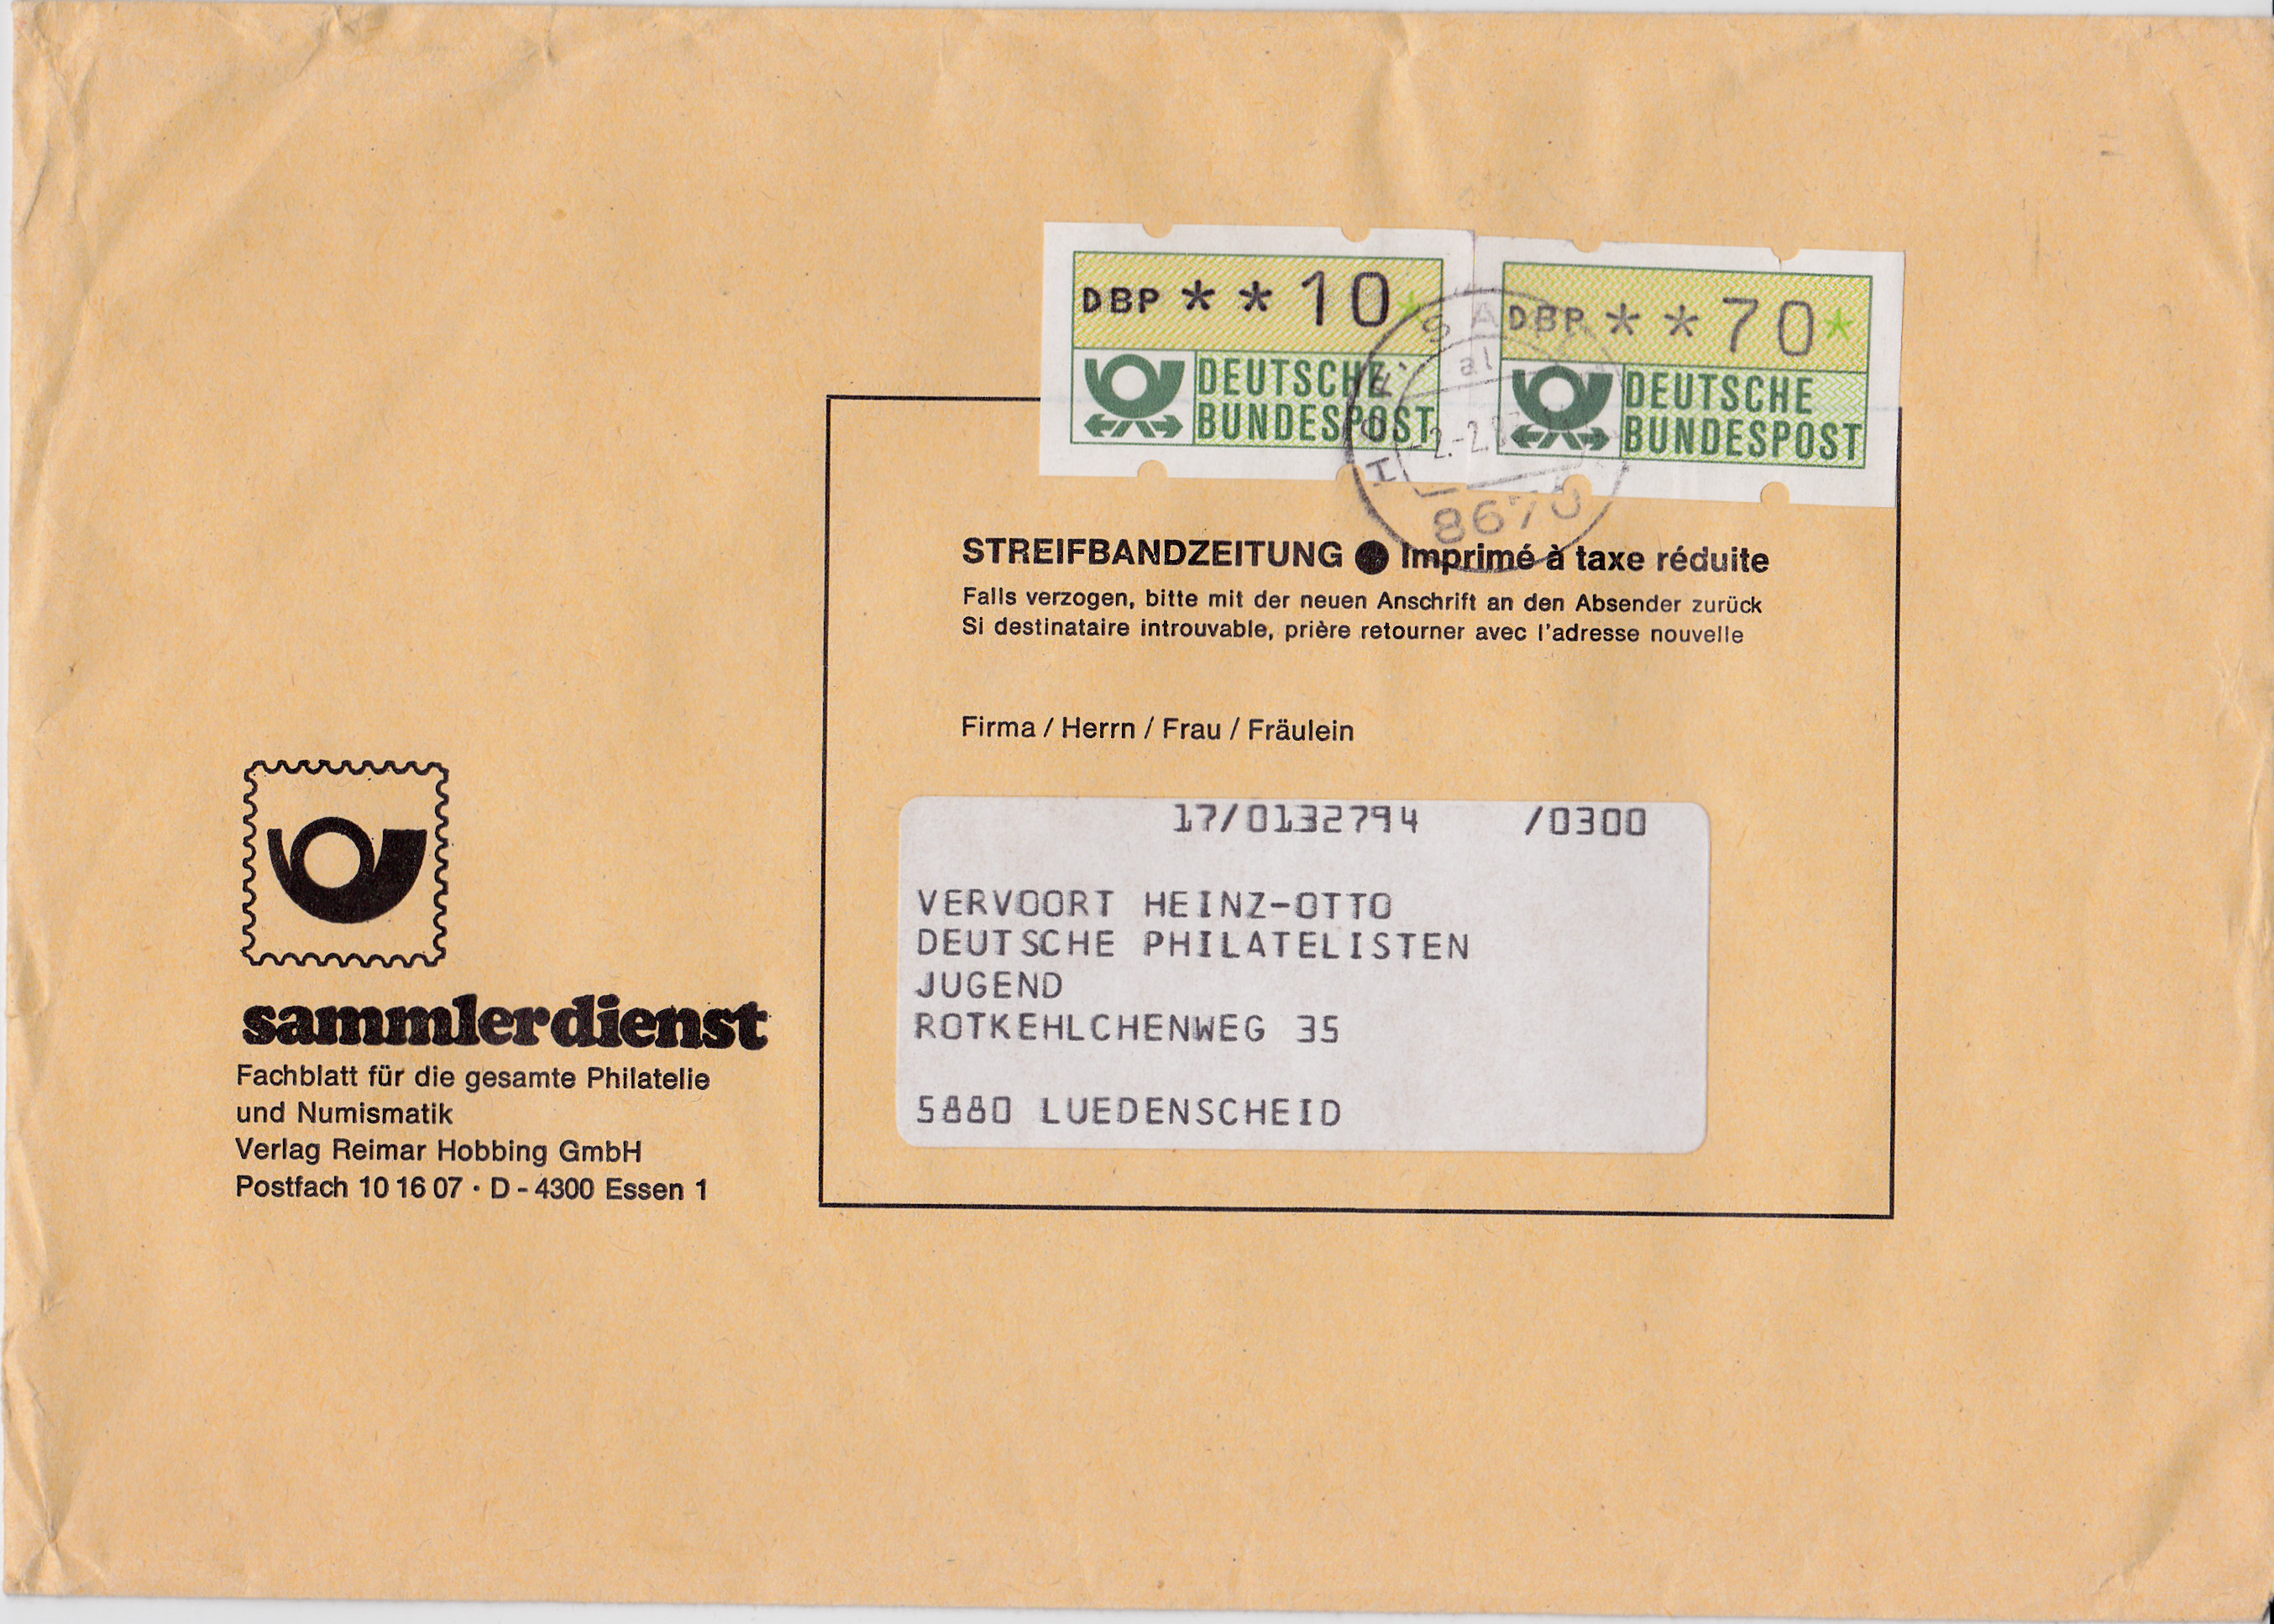 DBP **10*
DEUTSCHE
BUNDESPOST
DBP **70*
DEUTSCHE
BUNDESPOST
8670
STREIFBANDZEITUNG ● Imprimé à taxe réduite
Falls verzogen, bitte mit der neuen Anschrift an den Absender zurück
Si destinataire introuvable, prière retourner avec l'adresse nouvelle
Firma / Herrn / Frau / Fräulein
17/0132794 /0300
VERVOORT HEINZ-OTTO
DEUTSCHE PHILATELISTEN
JUGEND
ROTKEHLCHENWEG 35
5880 LUEDENSCHEID
sammlerdienst
Fachblatt für die gesamte Philatelie
und Numismatik
Verlag Reimar Hobbing GmbH
Postfach 10 16 07 · D - 4300 Essen 1